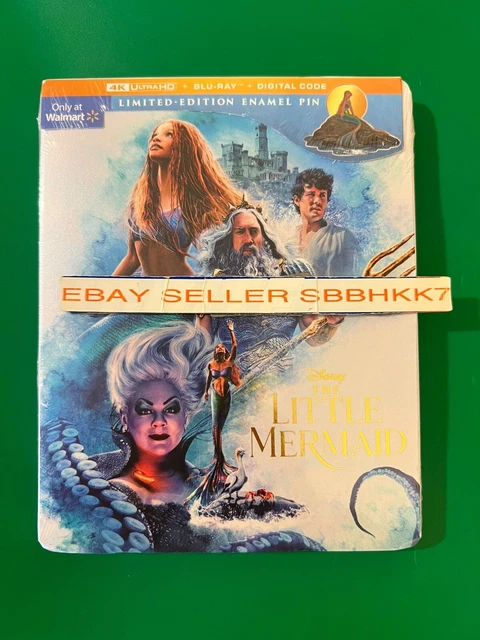 4K ULTRA HD + BLU-RAY + DIGITAL CODE
LIMITED-EDITION ENAMEL PIN
Only at
Walmart
EBAY SELLER SBBHKK7
Disney
THE
LITTLE
MERMAID